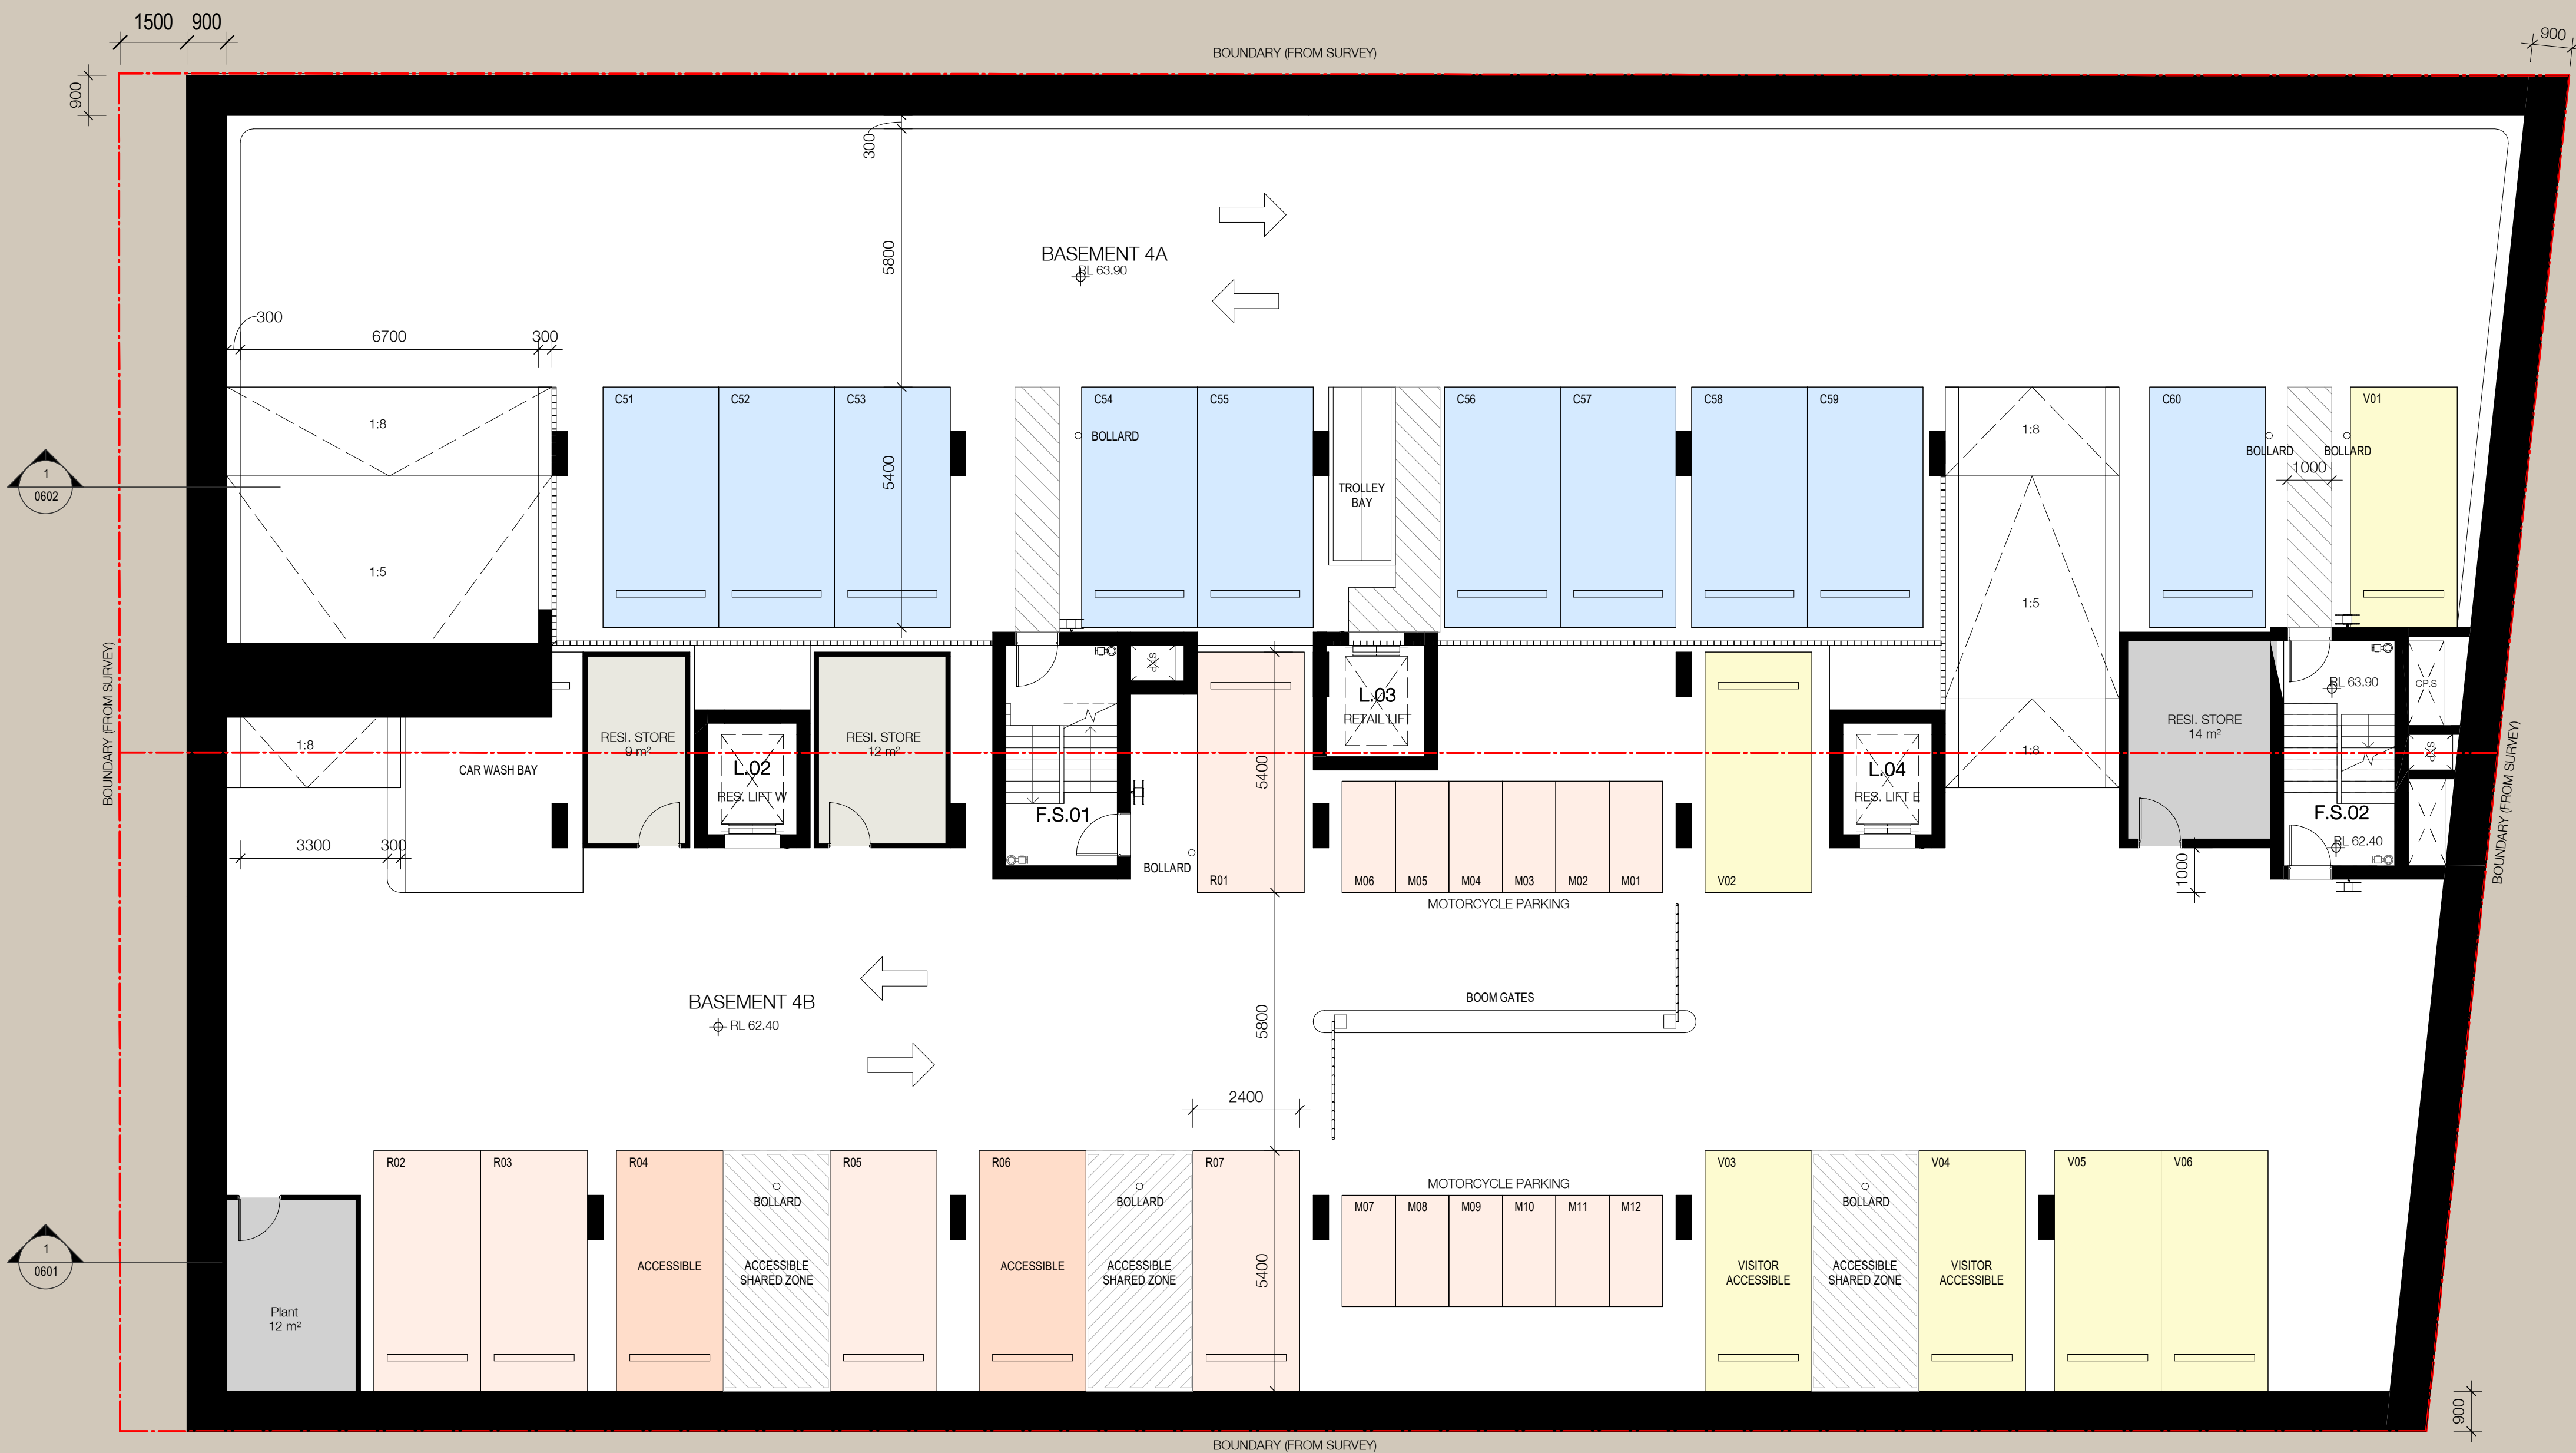 1500 900
900
BOUNDARY (FROM SURVEY)
900
300
5800
BASEMENT 4A
RL 63.90
300
6700
300
C51
C52
C53
C54
C55
C56
C57
C58
C59
C60
V01
1:8
BOLLARD
1:8
BOLLARD
BOLLARD
1
0602
5400
1000
TROLLEY
BAY
1:5
1:5
BOUNDARY (FROM SURVEY)
RL 63.90
CP.S
L.03
RETAIL LIFT
RESI. STORE
9 m²
RESI. STORE
12 m²
RESI. STORE
14 m²
1:8
1:8
CAR WASH BAY
L.02
RES. LIFT W
5400
L.04
RES. LIFT E
F.S.01
F.S.02
BOUNDARY (FROM SURVEY)
3300
300
RL 62.40
BOLLARD
1000
R01
M06
M05
M04
M03
M02
M01
V02
MOTORCYCLE PARKING
BASEMENT 4B
RL 62.40
5800
BOOM GATES
2400
R02
R03
R04
R05
R06
R07
V03
V04
V05
V06
MOTORCYCLE PARKING
BOLLARD
BOLLARD
BOLLARD
M07
M08
M09
M10
M11
M12
1
0601
ACCESSIBLE
ACCESSIBLE
SHARED ZONE
ACCESSIBLE
ACCESSIBLE
SHARED ZONE
5400
VISITOR
ACCESSIBLE
ACCESSIBLE
SHARED ZONE
VISITOR
ACCESSIBLE
Plant
12 m²
900
BOUNDARY (FROM SURVEY)